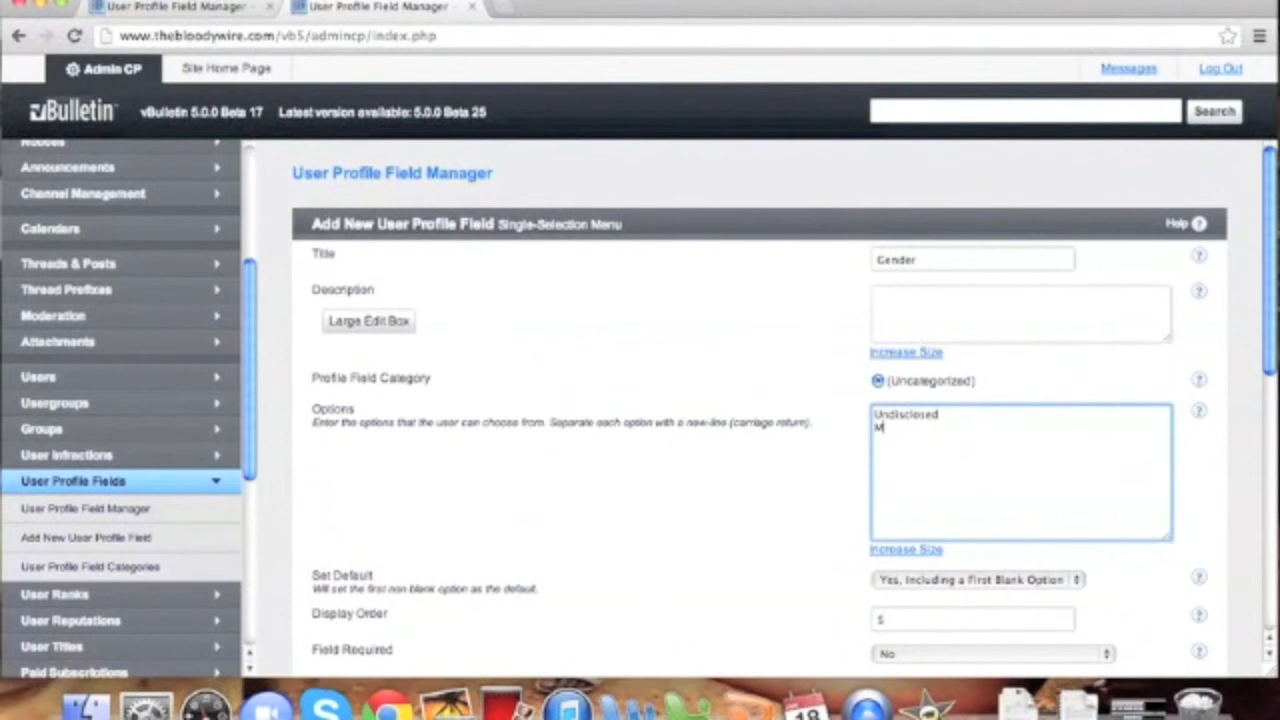 User Profile Field Manager - × User Profile Field Manager - ×
www.thebloodywire.com/vb5/admincp/index.php
Admin CP Site Home Page Messages Log Out
vBulletin vBulletin 5.0.0 Beta 17 Latest version available: 5.0.0 Beta 25 Search
Notices
Announcements
Channel Management
Calendars
Threads & Posts
Thread Prefixes
Moderation
Attachments
Users
Usergroups
Groups
User Infractions
User Profile Fields
User Profile Field Manager
Add New User Profile Field
User Profile Field Categories
User Ranks
User Reputations
User Titles
Paid Subscriptions
User Profile Field Manager
Add New User Profile Field Single-Selection Menu Help ?
Title Gender ?
Description ?
Large Edit Box
Increase Size
Profile Field Category (Uncategorized) ?
Options ?
Enter the options that the user can choose from. Separate each option with a new-line (carriage return).
Undisclosed
M
Increase Size
Set Default Yes, Including a First Blank Option ?
Will set the first non blank option as the default.
Display Order 5 ?
Field Required No ?
18